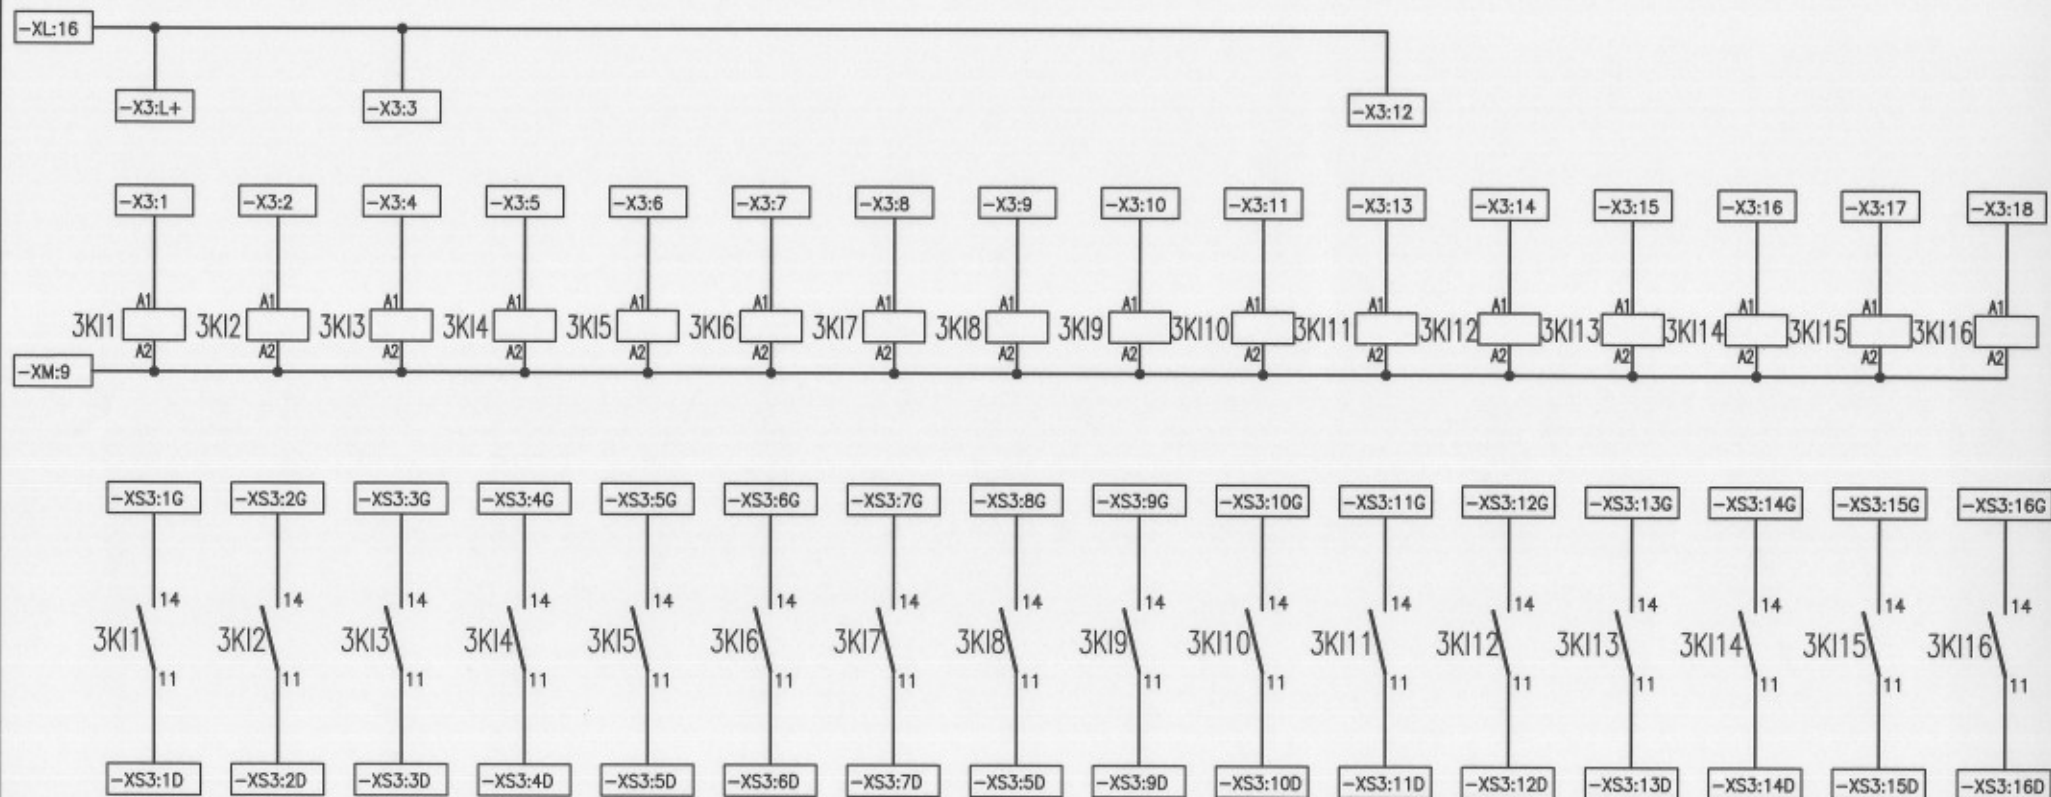 -XL:16
-X3:L+ -X3:3 -X3:12
-X3:1 -X3:2 -X3:4 -X3:5 -X3:6 -X3:7 -X3:8 -X3:9 -X3:10 -X3:11 -X3:13 -X3:14 -X3:15 -X3:16 -X3:17 -X3:18
A1 A1 A1 A1 A1 A1 A1 A1 A1 A1 A1 A1 A1 A1 A1 A1
3KI1 3KI2 3KI3 3KI4 3KI5 3KI6 3KI7 3KI8 3KI9 3KI10 3KI11 3KI12 3KI13 3KI14 3KI15 3KI16
A2 A2 A2 A2 A2 A2 A2 A2 A2 A2 A2 A2 A2 A2 A2 A2
-XM:9
-XS3:1G -XS3:2G -XS3:3G -XS3:4G -XS3:5G -XS3:6G -XS3:7G -XS3:8G -XS3:9G -XS3:10G -XS3:11G -XS3:12G -XS3:13G -XS3:14G -XS3:15G -XS3:16G
14 14 14 14 14 14 14 14 14 14 14 14 14 14 14 14
3KI1 3KI2 3KI3 3KI4 3KI5 3KI6 3KI7 3KI8 3KI9 3KI10 3KI11 3KI12 3KI13 3KI14 3KI15 3KI16
11 11 11 11 11 11 11 11 11 11 11 11 11 11 11 11
-XS3:1D -XS3:2D -XS3:3D -XS3:4D -XS3:5D -XS3:6D -XS3:7D -XS3:5D -XS3:9D -XS3:10D -XS3:11D -XS3:12D -XS3:13D -XS3:14D -XS3:15D -XS3:16D